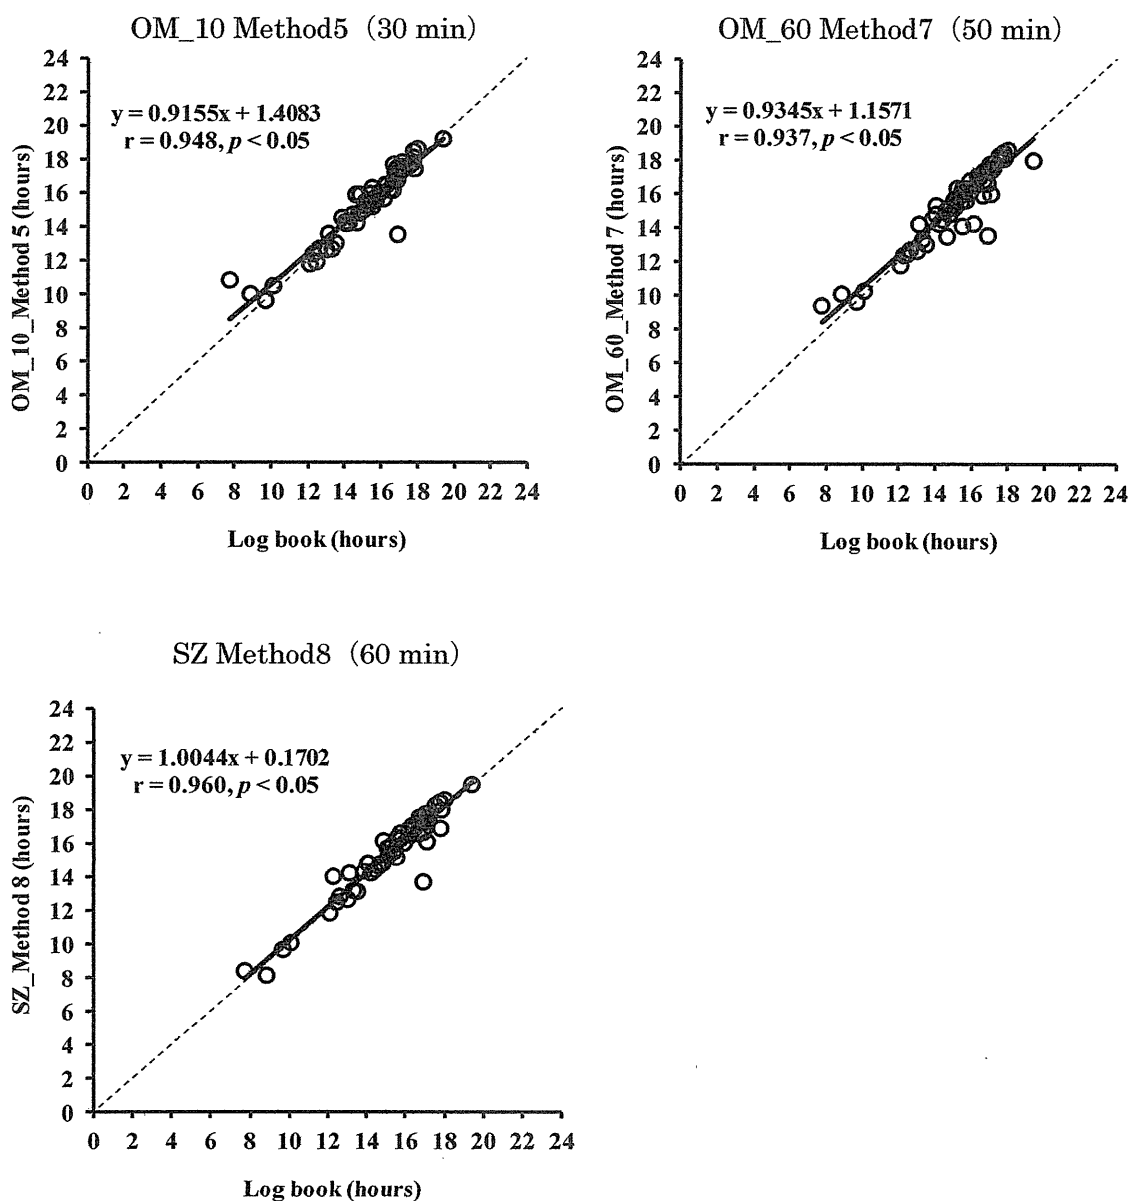 OM_10 Method5（30 min）
24
22
20
18
16
14
12
10
8
6
4
2
0
y = 0.9155x + 1.4083
r = 0.948, p < 0.05
OM_10_Method 5 (hours)
0 2 4 6 8 10 12 14 16 18 20 22 24
Log book (hours)
OM_60 Method7（50 min）
24
22
20
18
16
14
12
10
8
6
4
2
0
y = 0.9345x + 1.1571
r = 0.937, p < 0.05
OM_60_Method 7 (hours)
0 2 4 6 8 10 12 14 16 18 20 22 24
Log book (hours)
SZ Method8（60 min）
24
22
20
18
16
14
12
10
8
6
4
2
0
y = 1.0044x + 0.1702
r = 0.960, p < 0.05
SZ_Method 8 (hours)
0 2 4 6 8 10 12 14 16 18 20 22 24
Log book (hours)